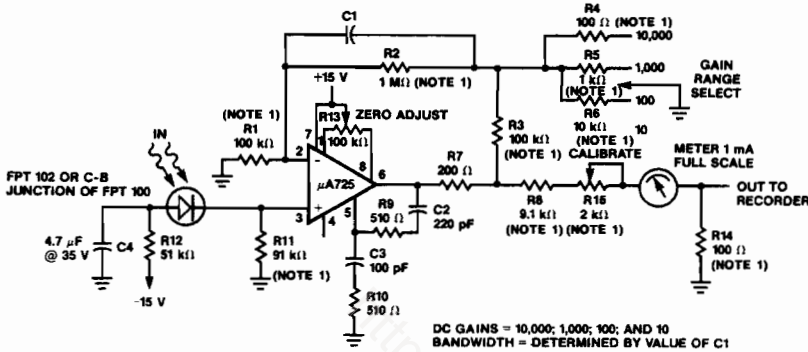 C1
R2
1 MΩ (NOTE 1)
R4
100 Ω (NOTE 1)
10,000
R5
1 kΩ
(NOTE 1)
1,000
100
R6
10 kΩ
(NOTE 1)
10
GAIN
RANGE
SELECT
+15 V
R13
100 kΩ
ZERO ADJUST
(NOTE 1)
R1
100 kΩ
IN
FPT 102 OR C-B
JUNCTION OF FPT 100
4.7 μF
@ 35 V
C4
R12
51 kΩ
-15 V
R11
91 kΩ
(NOTE 1)
7
1
8
2
-
μA725
6
3
+
5
4
R9
510 Ω
C2
220 pF
C3
100 pF
R10
510 Ω
R7
200 Ω
R3
100 kΩ
(NOTE 1)
R8
9.1 kΩ
(NOTE 1)
CALIBRATE
R15
2 kΩ
(NOTE 1)
METER 1 mA
FULL SCALE
OUT TO
RECORDER
R14
100 Ω
(NOTE 1)
DC GAINS = 10,000; 1,000; 100; AND 10
BANDWIDTH = DETERMINED BY VALUE OF C1